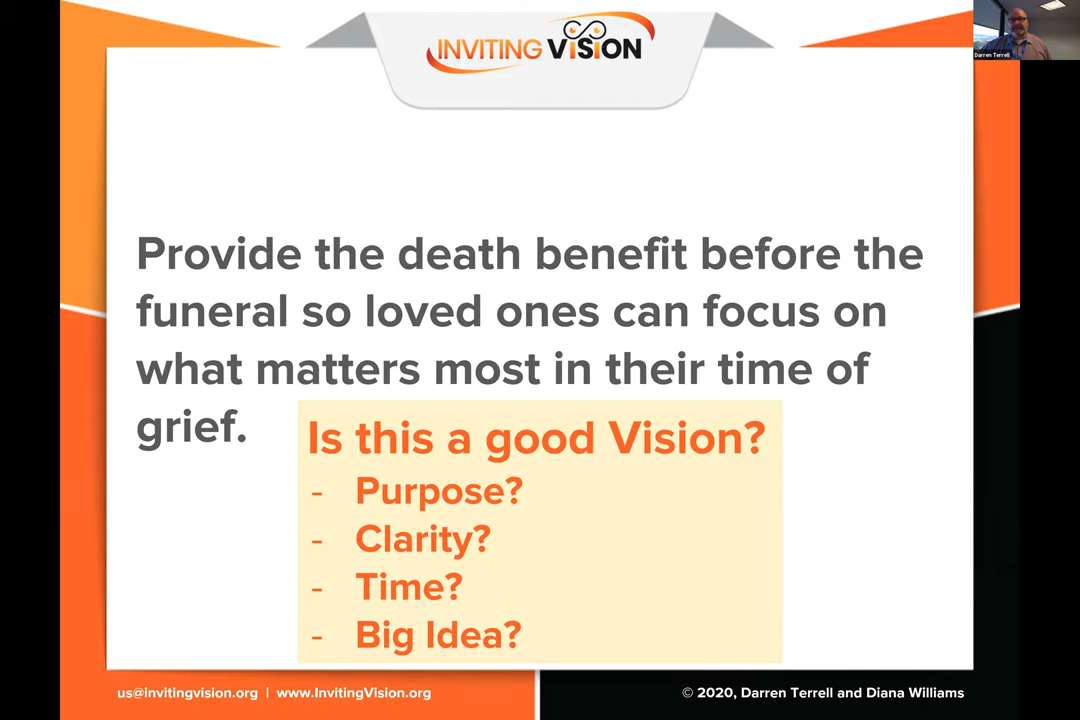 INVITING VISION
Darren Terrell
Provide the death benefit before the
funeral so loved ones can focus on
what matters most in their time of
grief.
Is this a good Vision?
- Purpose?
- Clarity?
- Time?
- Big Idea?
us@invitingvision.org | www.InvitingVision.org
© 2020, Darren Terrell and Diana Williams